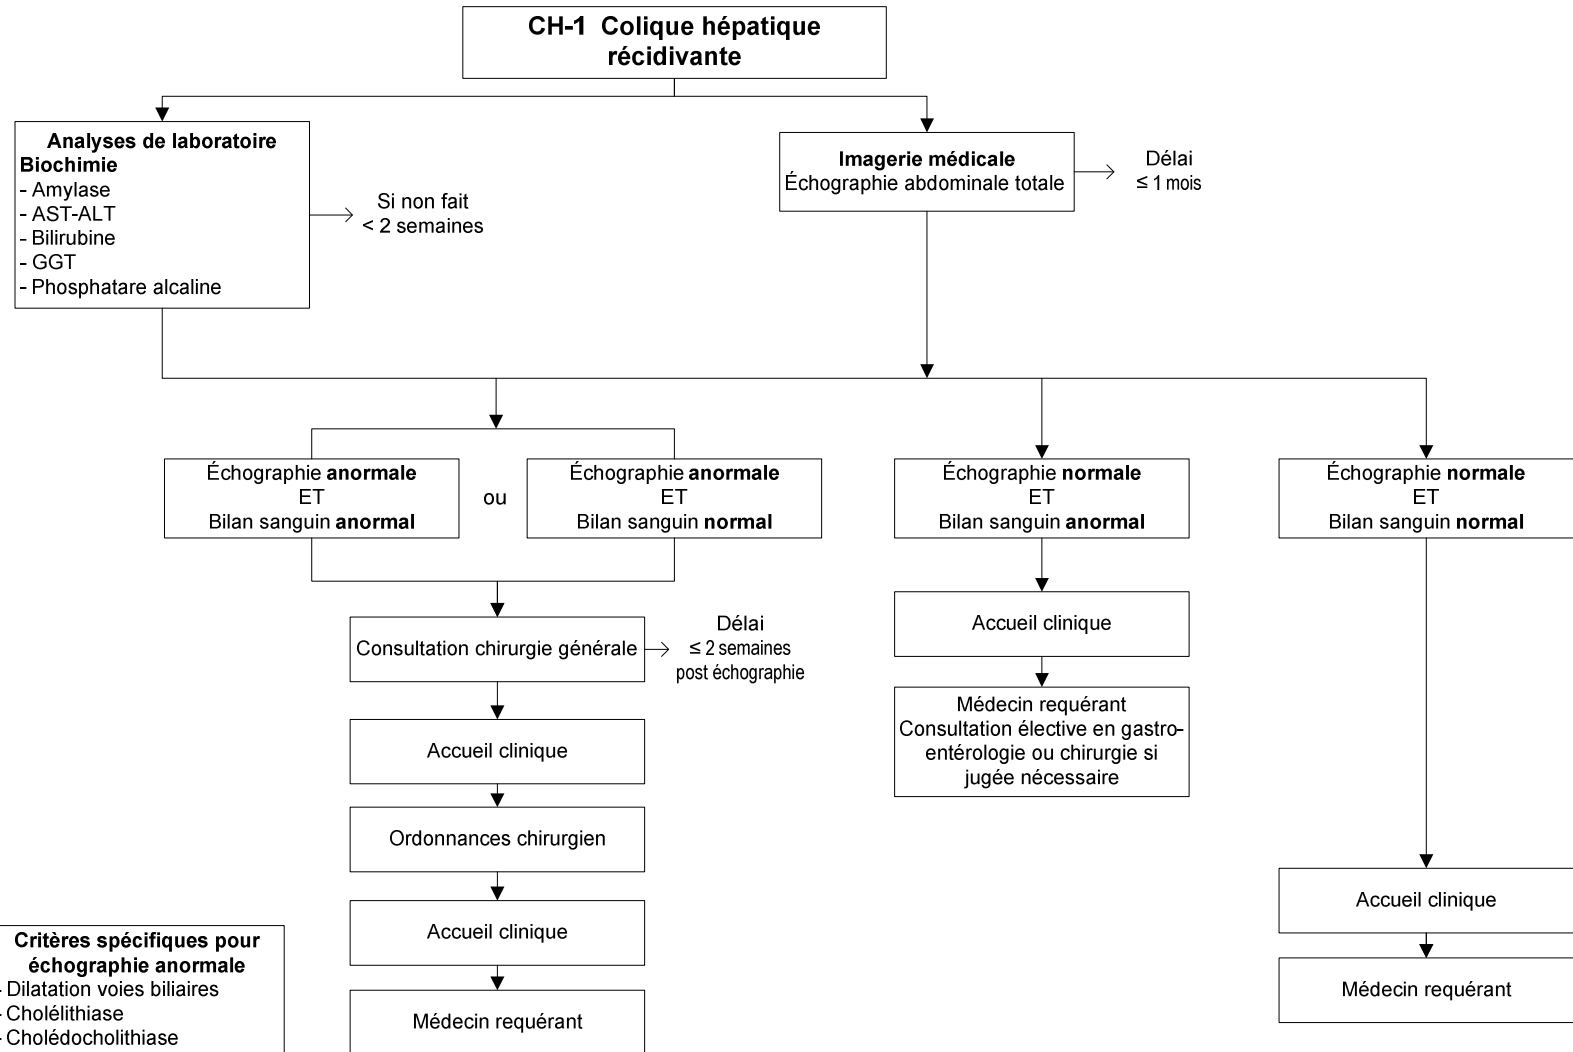 CH-1 Colique hépatique
récidivante
Analyses de laboratoire
Biochimie
- Amylase
- AST-ALT
- Bilirubine
- GGT
- Phosphatare alcaline
Si non fait
< 2 semaines
Imagerie médicale
Échographie abdominale totale
Délai
≤ 1 mois
Échographie anormale
ET
Bilan sanguin anormal
ou
Échographie anormale
ET
Bilan sanguin normal
Échographie normale
ET
Bilan sanguin anormal
Échographie normale
ET
Bilan sanguin normal
Consultation chirurgie générale
Délai
≤ 2 semaines
post échographie
Accueil clinique
Ordonnances chirurgien
Accueil clinique
Médecin requérant
Accueil clinique
Médecin requérant
Consultation élective en gastro-
entérologie ou chirurgie si
jugée nécessaire
Accueil clinique
Médecin requérant
Critères spécifiques pour
échographie anormale
- Dilatation voies biliaires
- Cholélithiase
- Cholédocholithiase